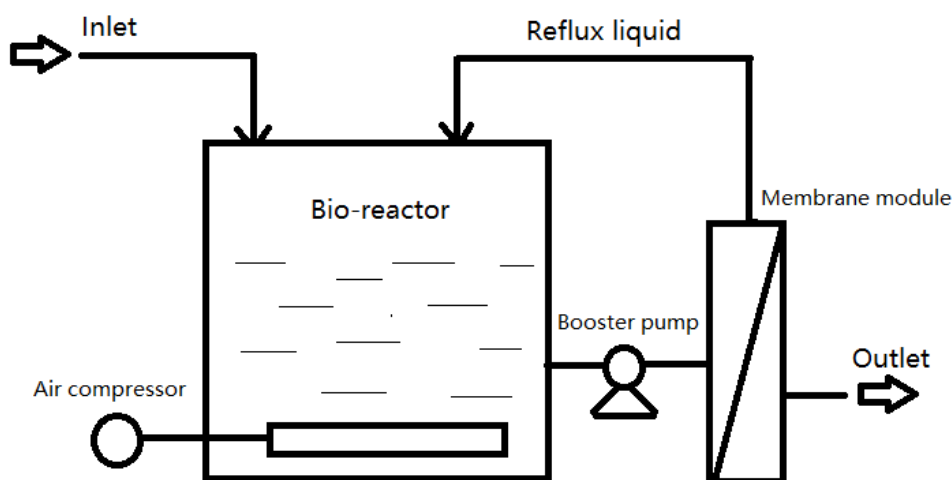 Inlet
Reflux liquid
Membrane module
Bio-reactor
Booster pump
Outlet
Air compressor